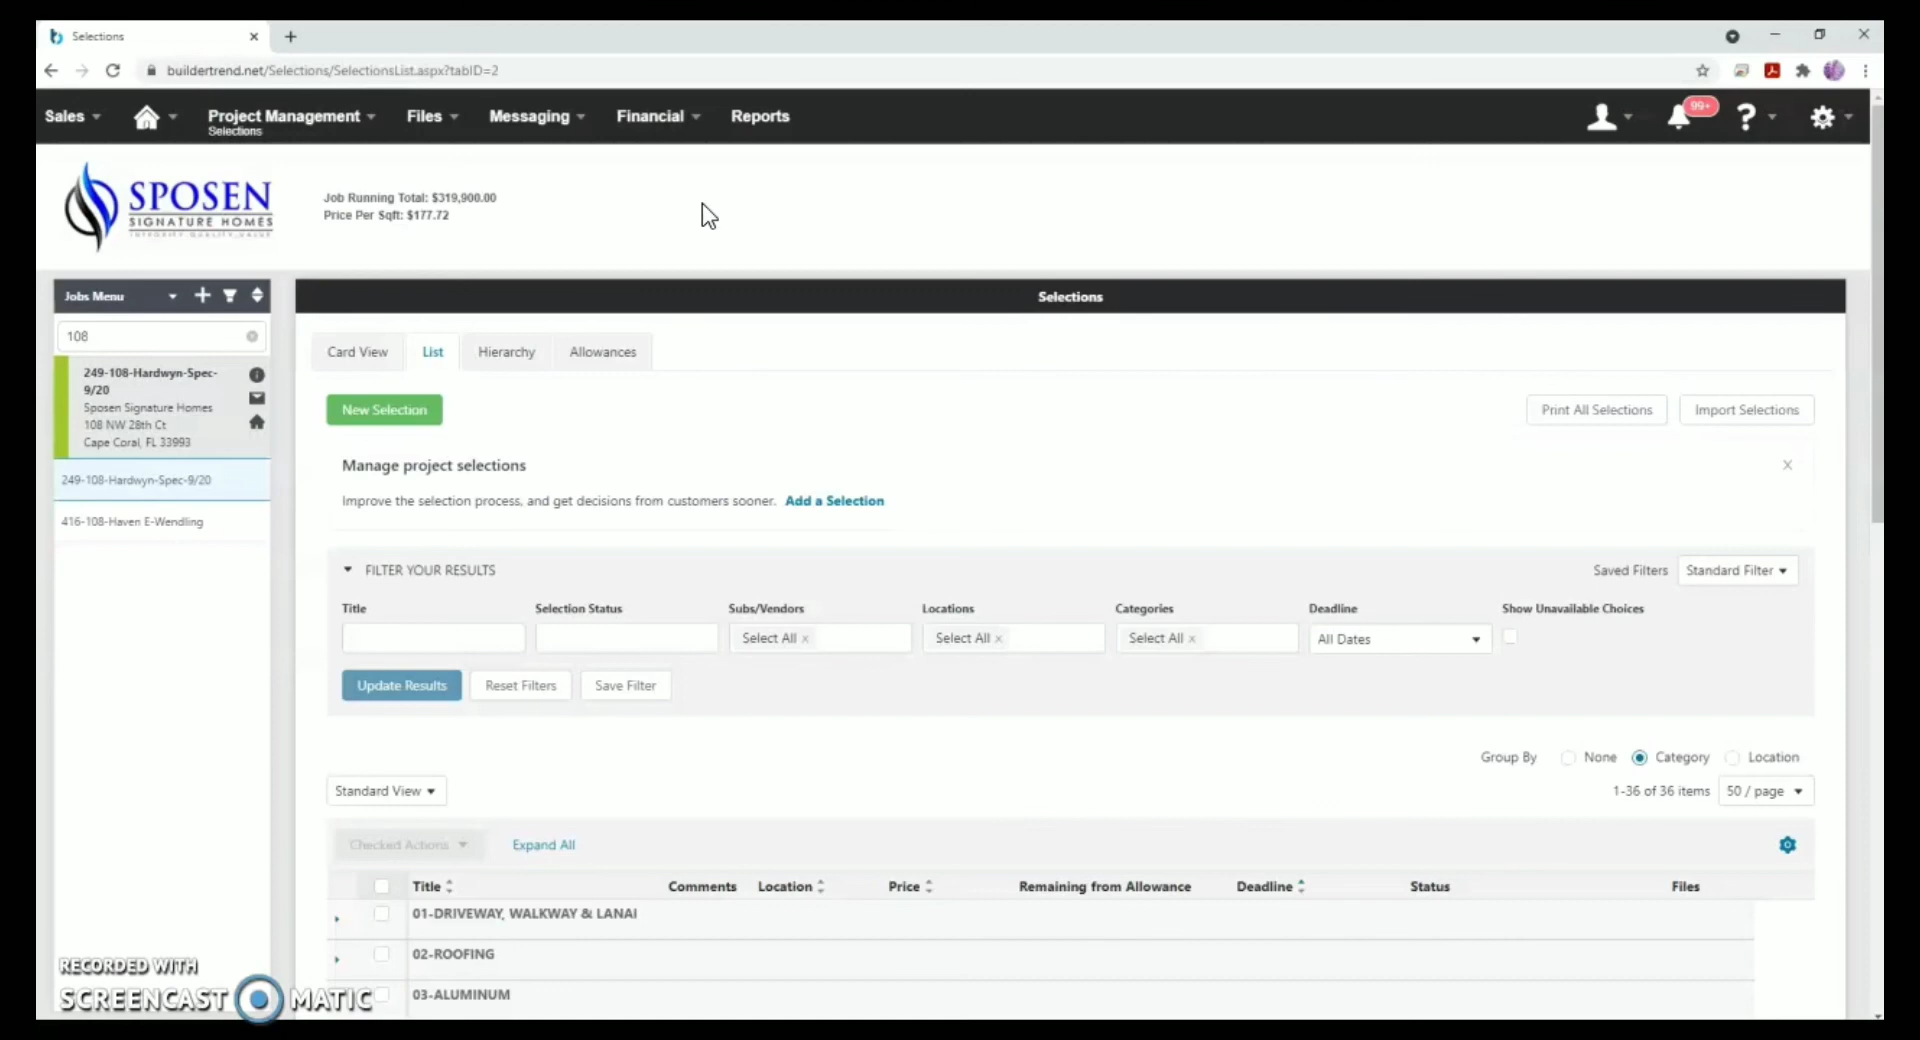 Selections
buildertrend.net/Selections/SelectionsList.aspx?tabID=2
Sales
Project Management
Selections
Files
Messaging
Financial
Reports
99+
?
SPOSEN
SIGNATURE HOMES
INTEGRITY QUALITY VALUE
Job Running Total: $319,900.00
Price Per Sqft: $177.72
Jobs Menu
108
249-108-Hardwyn-Spec-
9/20
Sposen Signature Homes
108 NW 28th Ct
Cape Coral, FL 33993
249-108-Hardwyn-Spec-9/20
416-108-Haven E-Wendling
Selections
Card View
List
Hierarchy
Allowances
New Selection
Print All Selections
Import Selections
Manage project selections
Improve the selection process, and get decisions from customers sooner. Add a Selection
FILTER YOUR RESULTS
Saved Filters
Standard Filter
Title
Selection Status
Subs/Vendors
Locations
Categories
Deadline
Show Unavailable Choices
Select All ×
Select All ×
Select All ×
All Dates
Update Results
Reset Filters
Save Filter
Group By
None
Category
Location
Standard View
1-36 of 36 items
50 / page
Checked Actions
Expand All
Title
Comments
Location
Price
Remaining from Allowance
Deadline
Status
Files
01-DRIVEWAY, WALKWAY & LANAI
02-ROOFING
03-ALUMINUM
RECORDED WITH
SCREENCAST MATIC